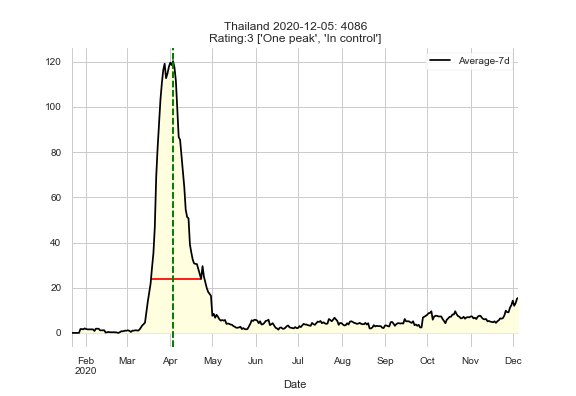 Thailand 2020-12-05: 4086
Rating:3 ['One peak', 'In control']
Average-7d
120
100
80
60
40
20
0
Feb Mar Apr May Jun Jul Aug Sep Oct Nov Dec
2020
Date